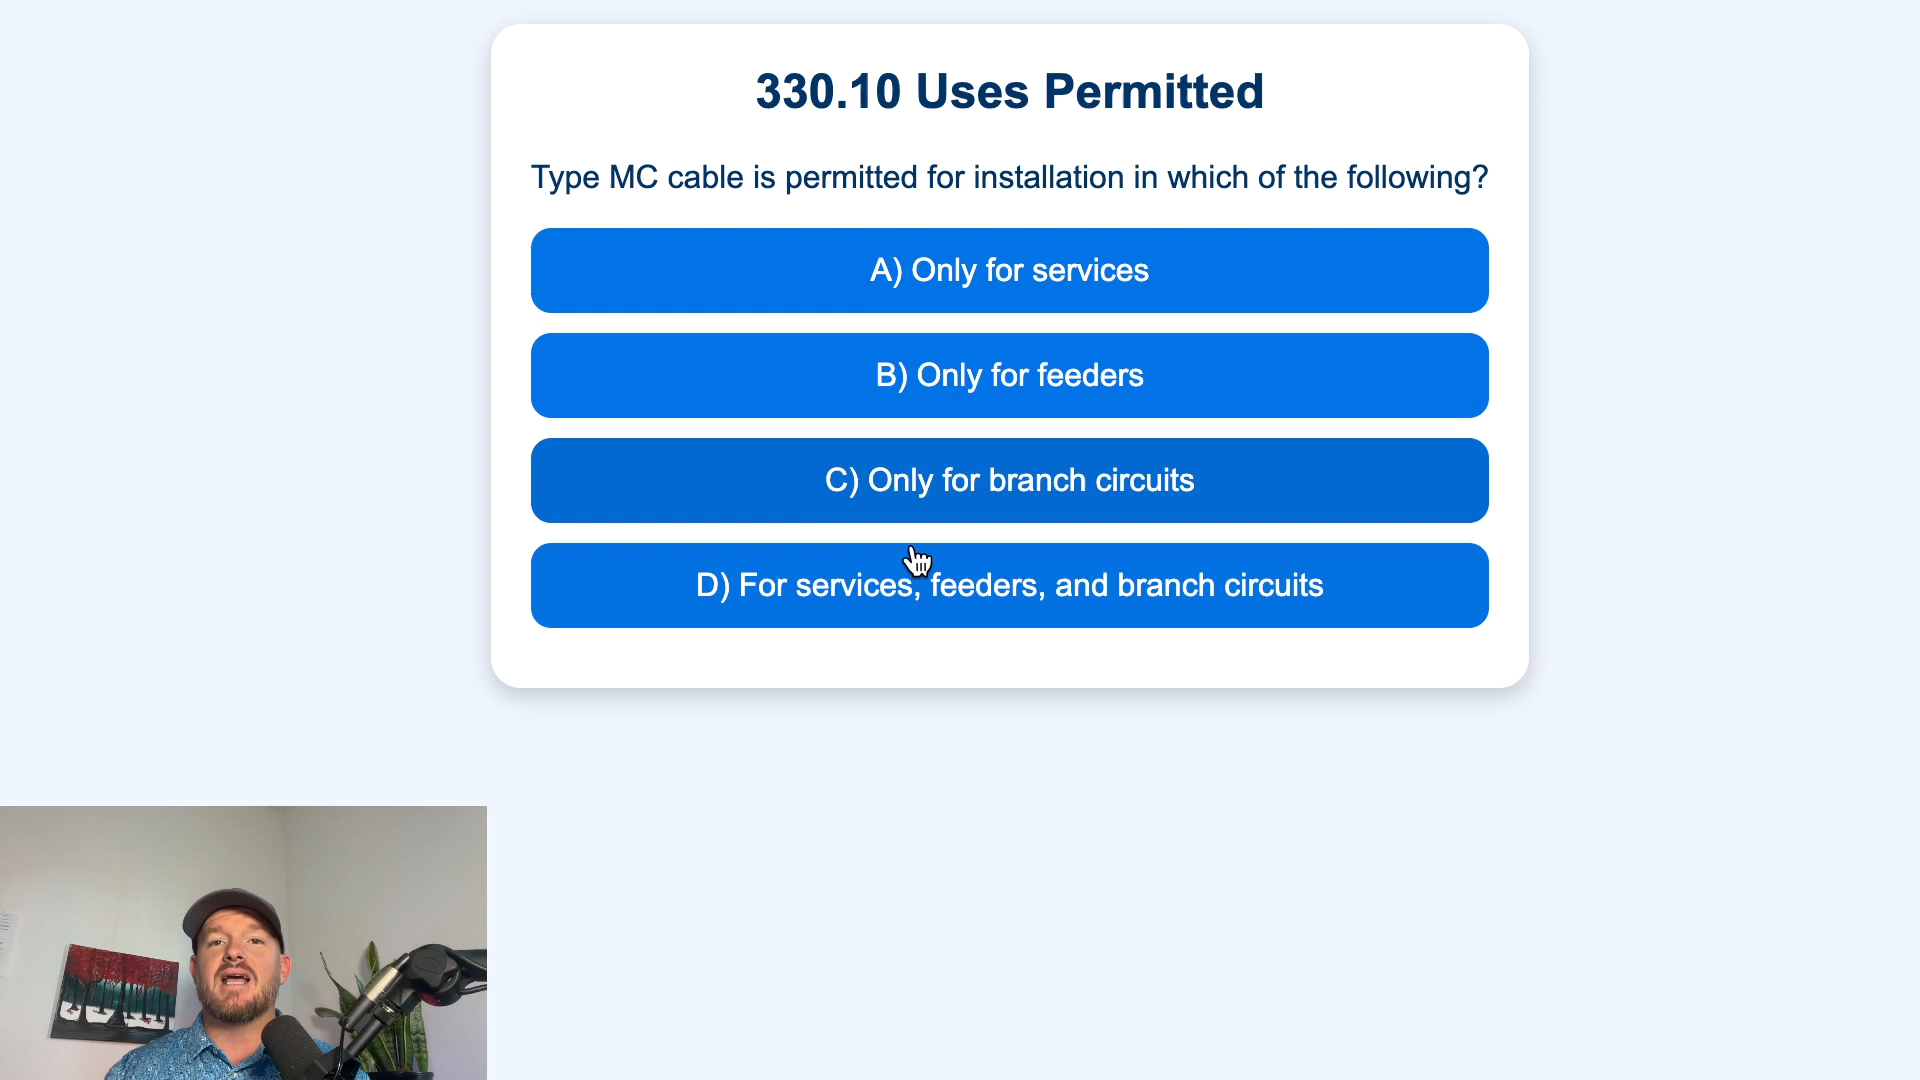 330.10 Uses Permitted
Type MC cable is permitted for installation in which of the following?
A) Only for services
B) Only for feeders
C) Only for branch circuits
D) For services, feeders, and branch circuits